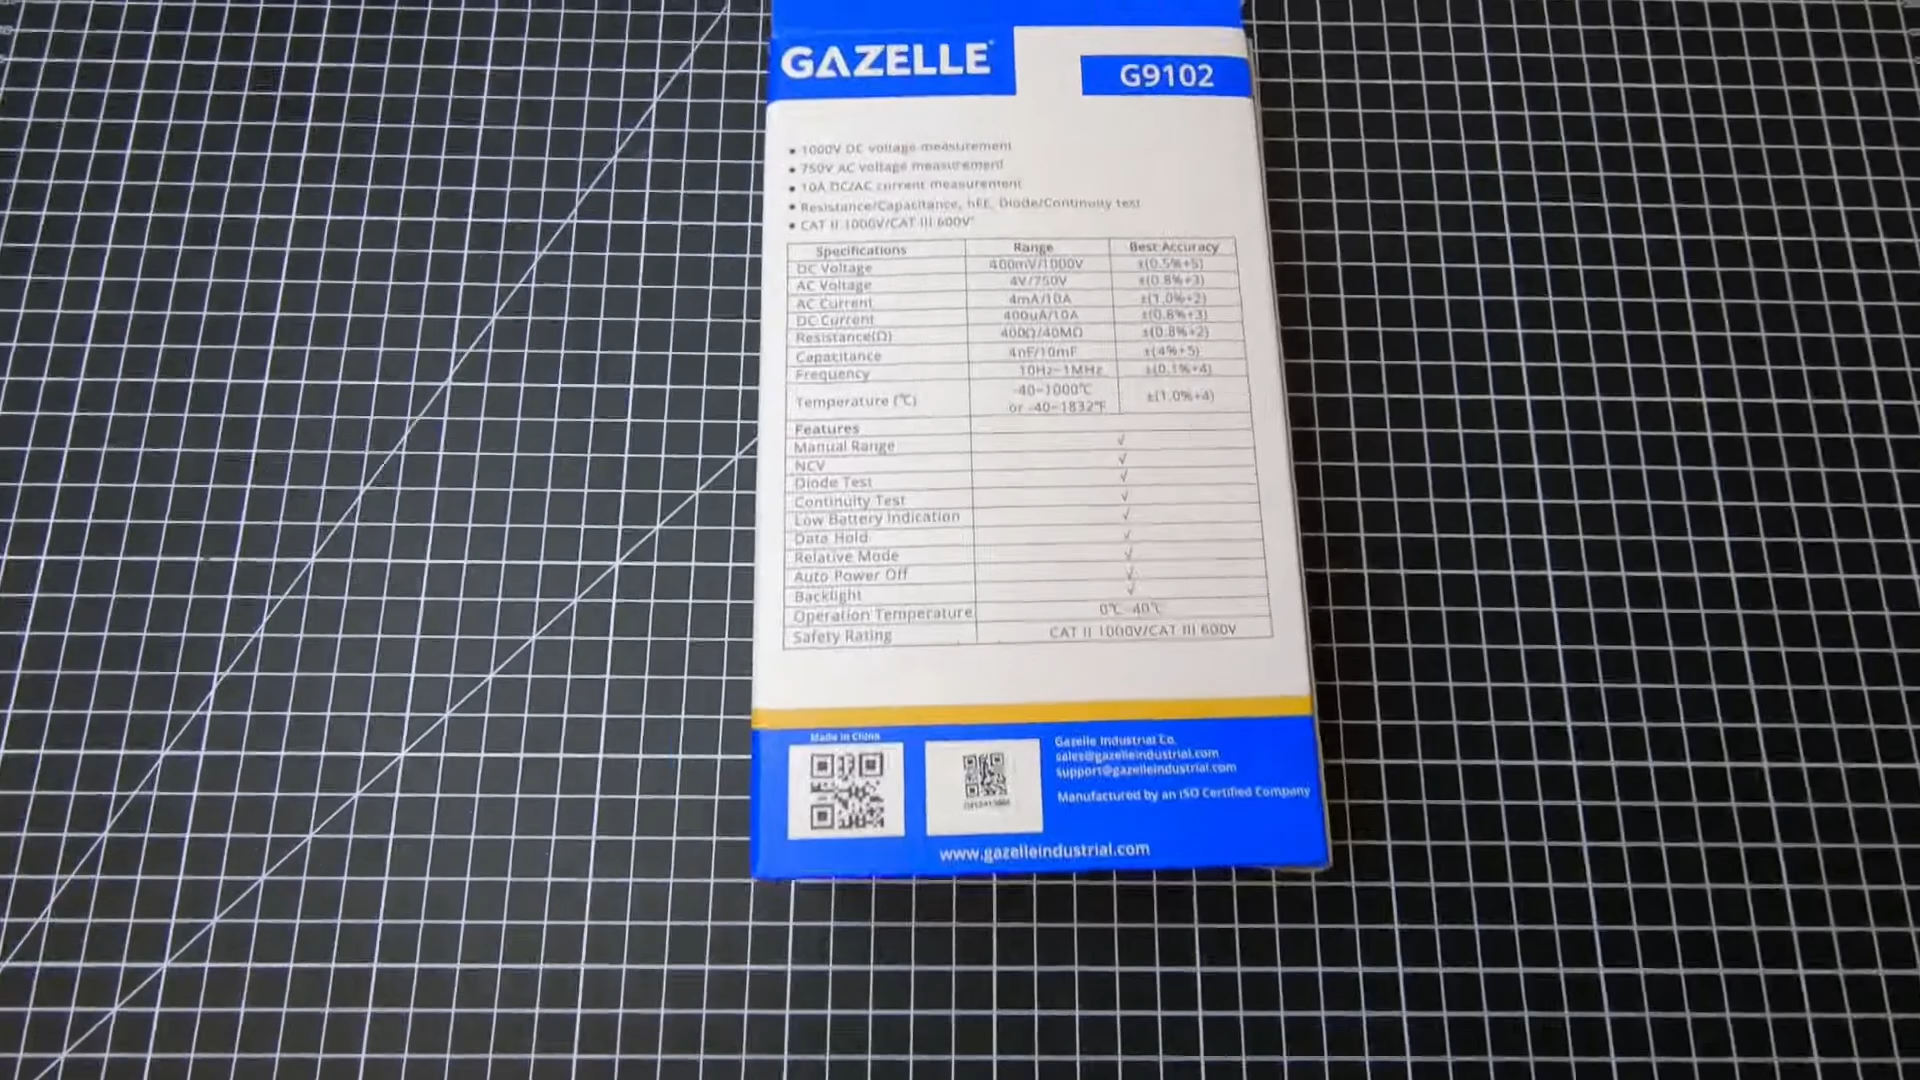 GAZELLE
G9102
• 1000V DC voltage measurement
• 750V AC voltage measurement
• 10A DC/AC current measurement
• Resistance/Capacitance, hFE, Diode/Continuity test
• CAT II 1000V/CAT III 600V
Specifications Range Best Accuracy
DC Voltage 400mV/1000V ±(0.5%+5)
AC Voltage 4V/750V ±(0.8%+3)
AC Current 4mA/10A ±(1.0%+2)
DC Current 400uA/10A ±(0.8%+3)
Resistance(Ω) 400Ω/40MΩ ±(0.8%+2)
Capacitance 4nF/10mF ±(4%+5)
Frequency 10Hz~1MHz ±(0.1%+4)
Temperature (℃) -40~1000℃ or -40~1832℉ ±(1.0%+4)
Features
Manual Range √
NCV √
Diode Test √
Continuity Test √
Low Battery Indication √
Data Hold √
Relative Mode √
Auto Power Off √
Backlight √
Operation Temperature 0℃~40℃
Safety Rating CAT II 1000V/CAT III 600V
Made in China
Gazelle Industrial Co.
sales@gazelleindustrial.com
support@gazelleindustrial.com
Manufactured by an ISO Certified Company
www.gazelleindustrial.com